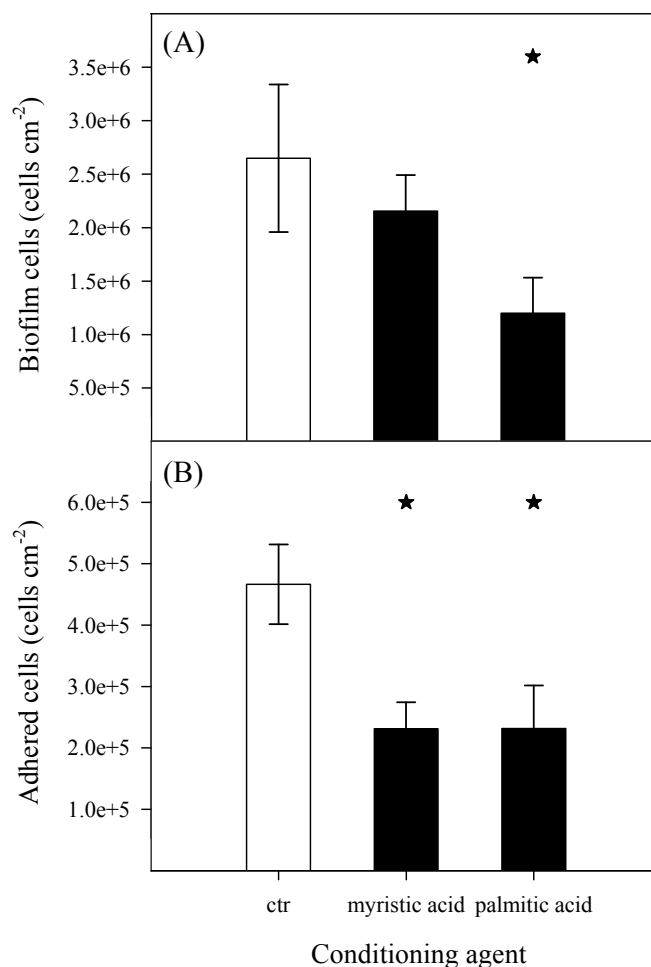 (A)
3.5e+6
3.0e+6
2.5e+6
2.0e+6
1.5e+6
1.0e+6
5.0e+5
Biofilm cells (cells cm-2)
(B)
6.0e+5
5.0e+5
4.0e+5
3.0e+5
2.0e+5
1.0e+5
Adhered cells (cells cm-2)
ctr myristic acid palmitic acid
Conditioning agent